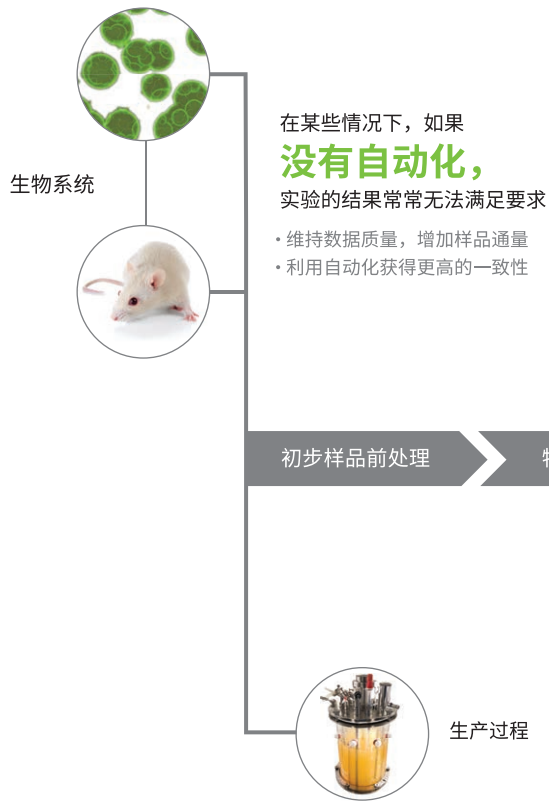 在某些情况下，如果
没有自动化，
实验的结果常常无法满足要求
生物系统
• 维持数据质量，增加样品通量
• 利用自动化获得更高的一致性
初步样品前处理
生产过程